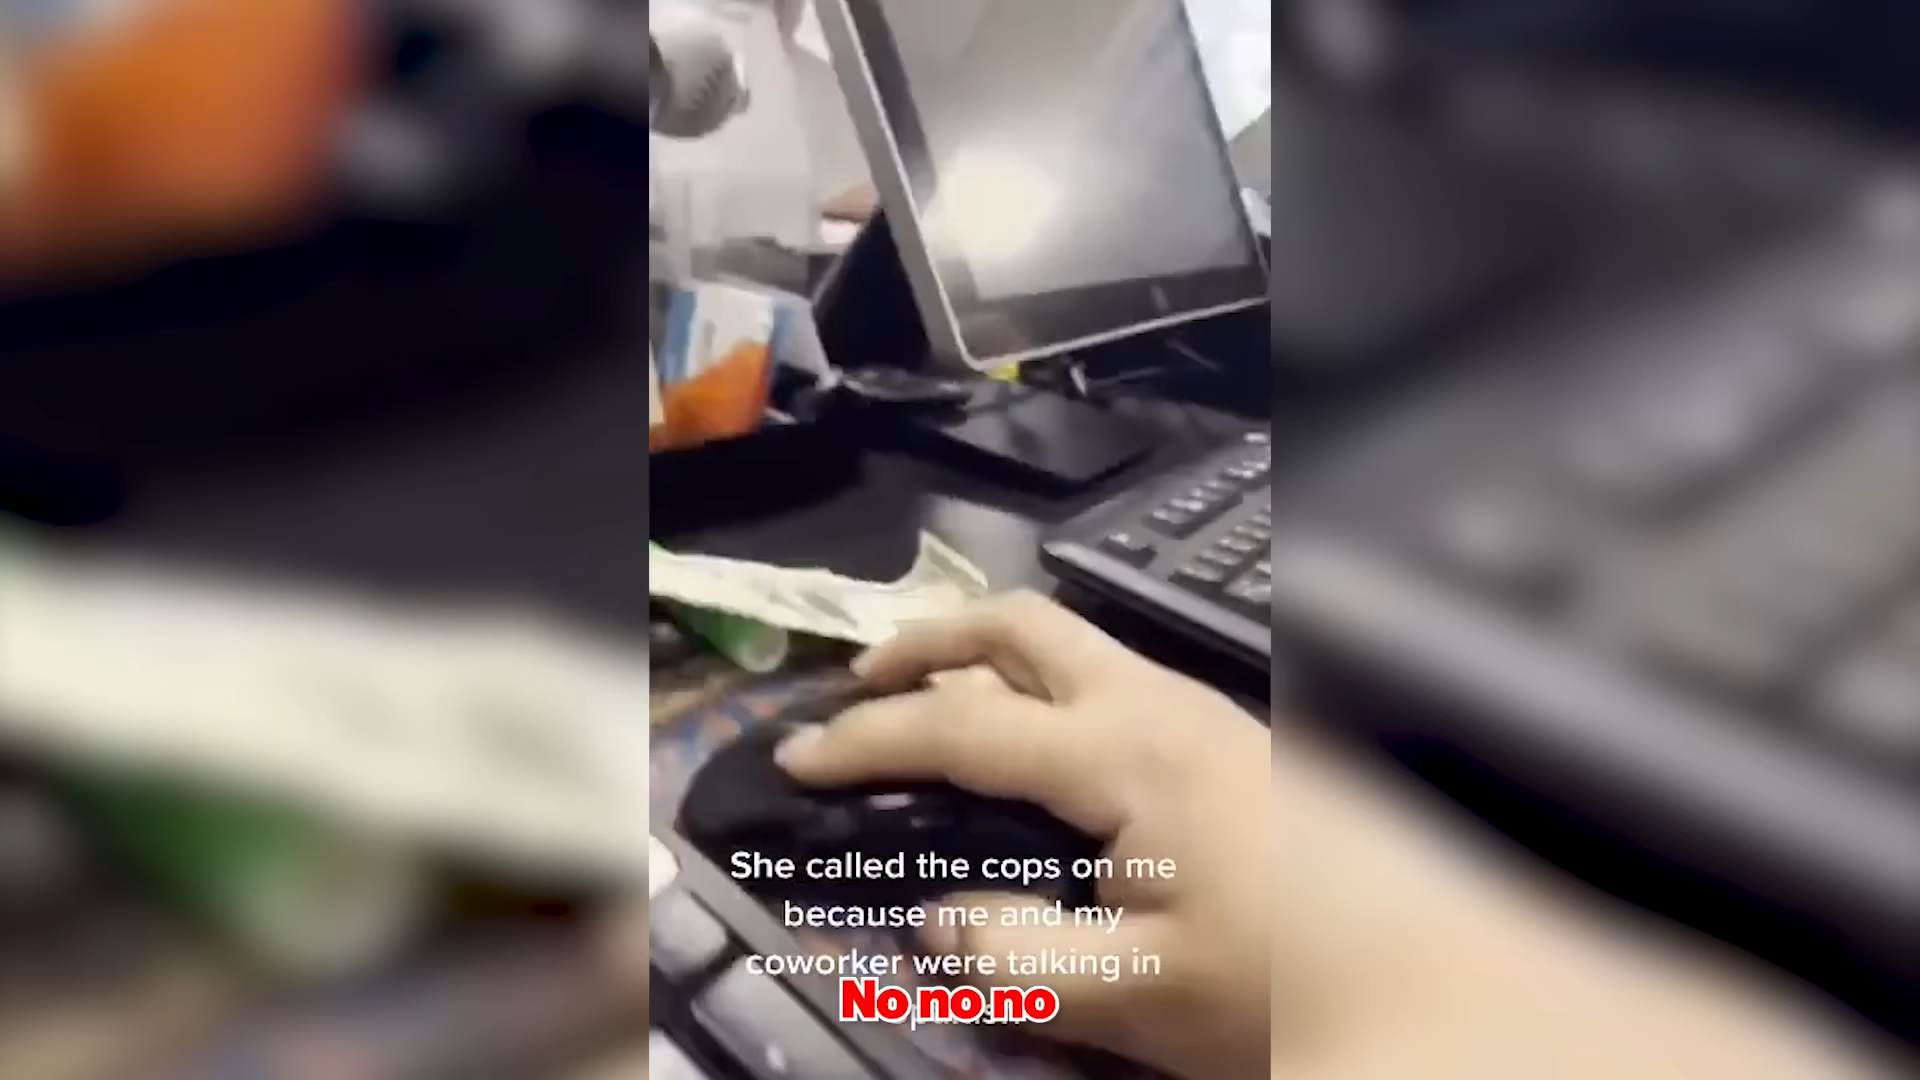 She called the cops on me
because me and my
coworker were talking in
No no no